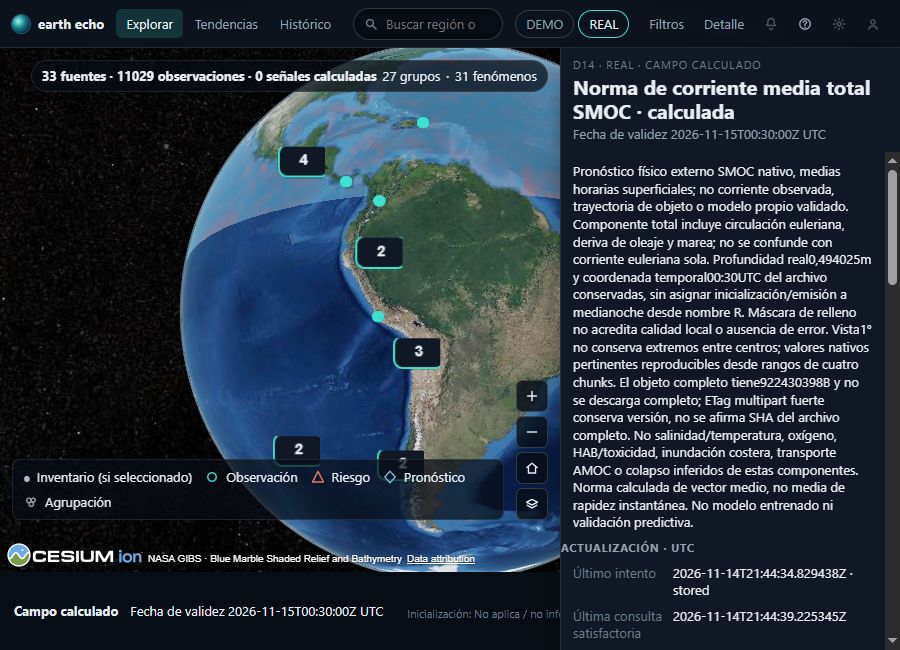 earth echo Explorar Tendencias Histórico Buscar región o DEMO REAL Filtros Detalle
33 fuentes · 11029 observaciones · 0 señales calculadas 27 grupos · 31 fenómenos
4
2
3
2
2
+
−
Inventario (si seleccionado) Observación Riesgo Pronóstico
Agrupación
CESIUM ion NASA GIBS · Blue Marble Shaded Relief and Bathymetry Data attribution
Campo calculado Fecha de validez 2026-11-15T00:30:00Z UTC Inicialización: No aplica / no info
D14 · REAL · CAMPO CALCULADO
Norma de corriente media total
SMOC · calculada
Fecha de validez 2026-11-15T00:30:00Z UTC
Pronóstico físico externo SMOC nativo, medias
horarias superficiales; no corriente observada,
trayectoria de objeto o modelo propio validado.
Componente total incluye circulación euleriana,
deriva de oleaje y marea; no se confunde con
corriente euleriana sola. Profundidad real0,494025m
y coordenada temporal00:30UTC del archivo
conservadas, sin asignar inicialización/emisión a
medianoche desde nombre R. Máscara de relleno
no acredita calidad local o ausencia de error. Vista1°
no conserva extremos entre centros; valores nativos
pertinentes reproducibles desde rangos de cuatro
chunks. El objeto completo tiene922430398B y no
se descarga completo; ETag multipart fuerte
conserva versión, no se afirma SHA del archivo
completo. No salinidad/temperatura, oxígeno,
HAB/toxicidad, inundación costera, transporte
AMOC o colapso inferidos de estas componentes.
Norma calculada de vector medio, no media de
rapidez instantánea. No modelo entrenado ni
validación predictiva.
ACTUALIZACIÓN · UTC
Último intento 2026-11-14T21:44:34.829438Z ·
stored
Última consulta 2026-11-14T21:44:39.225345Z
satisfactoria